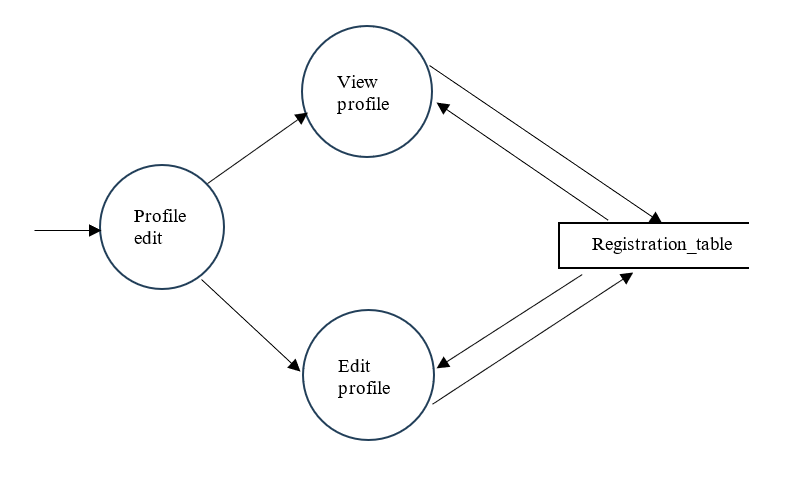 View
profile
Profile
edit
Registration_table
Edit
profile